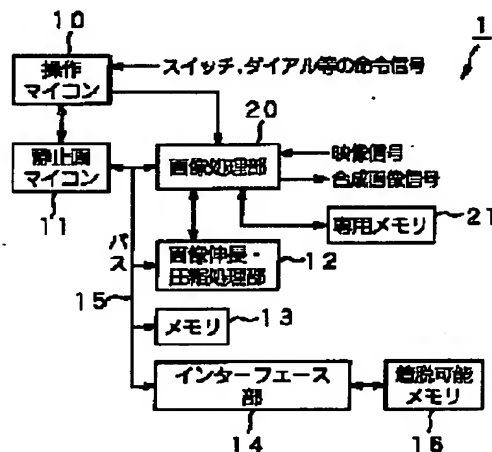 10
1
操作
マイコン
スイッチ、ダイアル等の命令信号
20
静止画
マイコン
画像処理部
映像信号
合成画像信号
11
専用メモリ
21
バス
画像伸長・
圧縮処理部
12
15
メモリ
13
インターフェース
部
着脱可能
メモリ
14
16